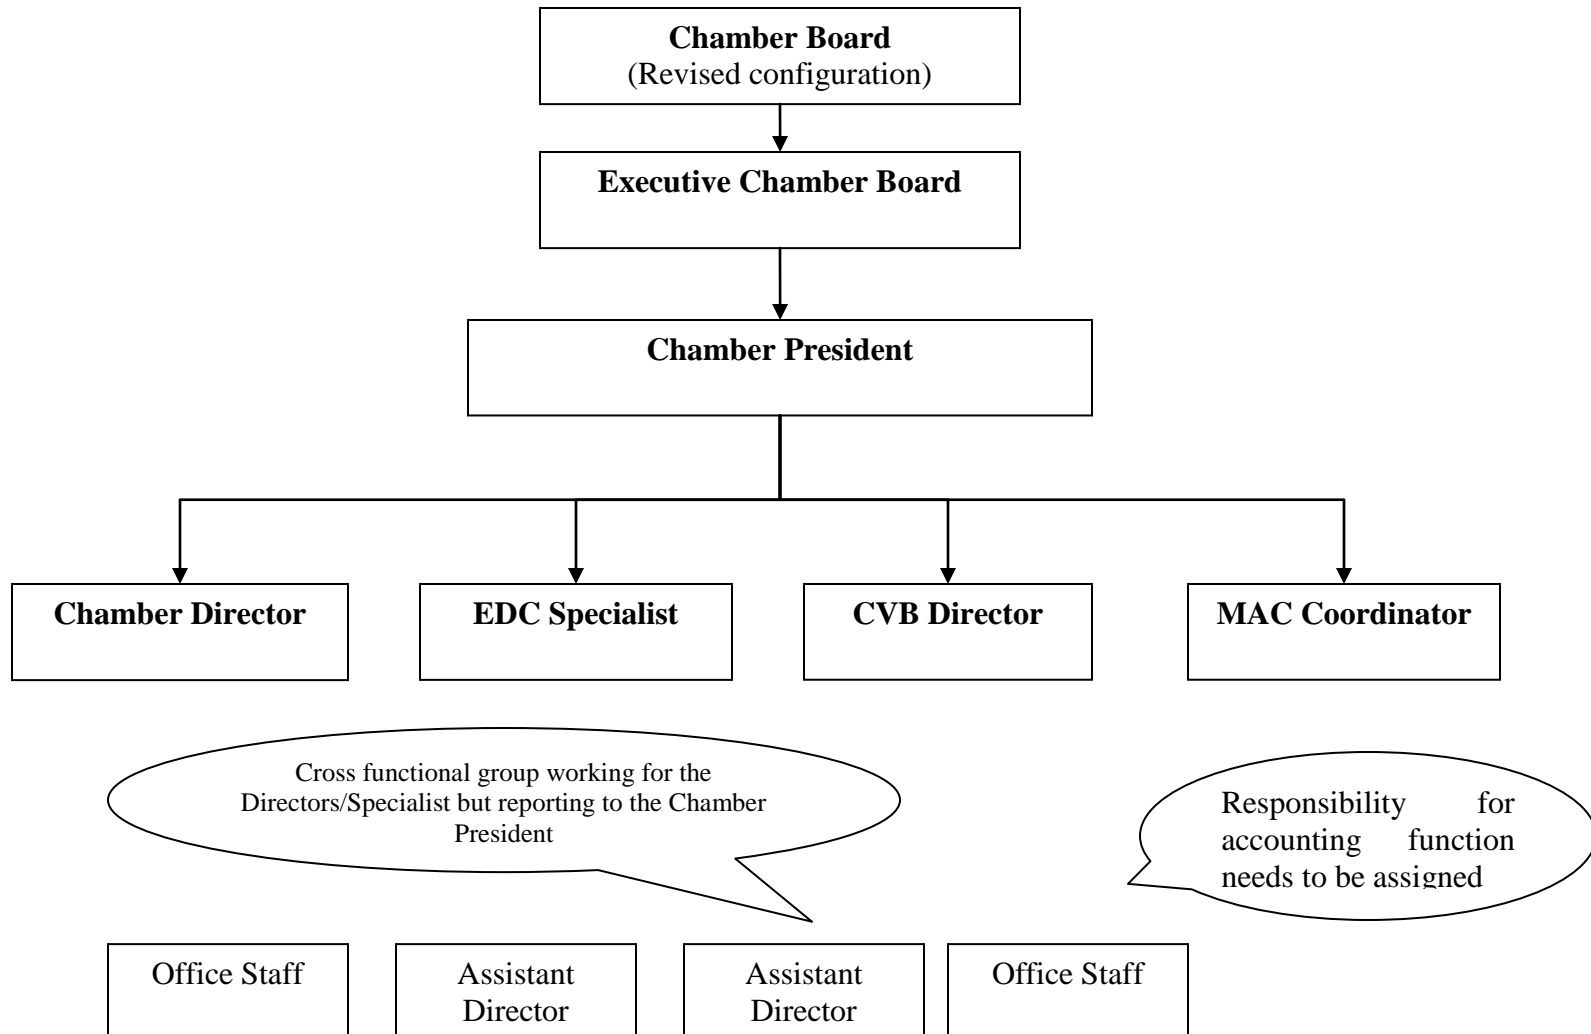 Chamber Board
(Revised configuration)
Executive Chamber Board
Chamber President
Chamber Director
EDC Specialist
CVB Director
MAC Coordinator
Cross functional group working for the
Directors/Specialist but reporting to the Chamber
President
Responsibility for
accounting function
needs to be assigned
Office Staff
Assistant
Director
Assistant
Director
Office Staff